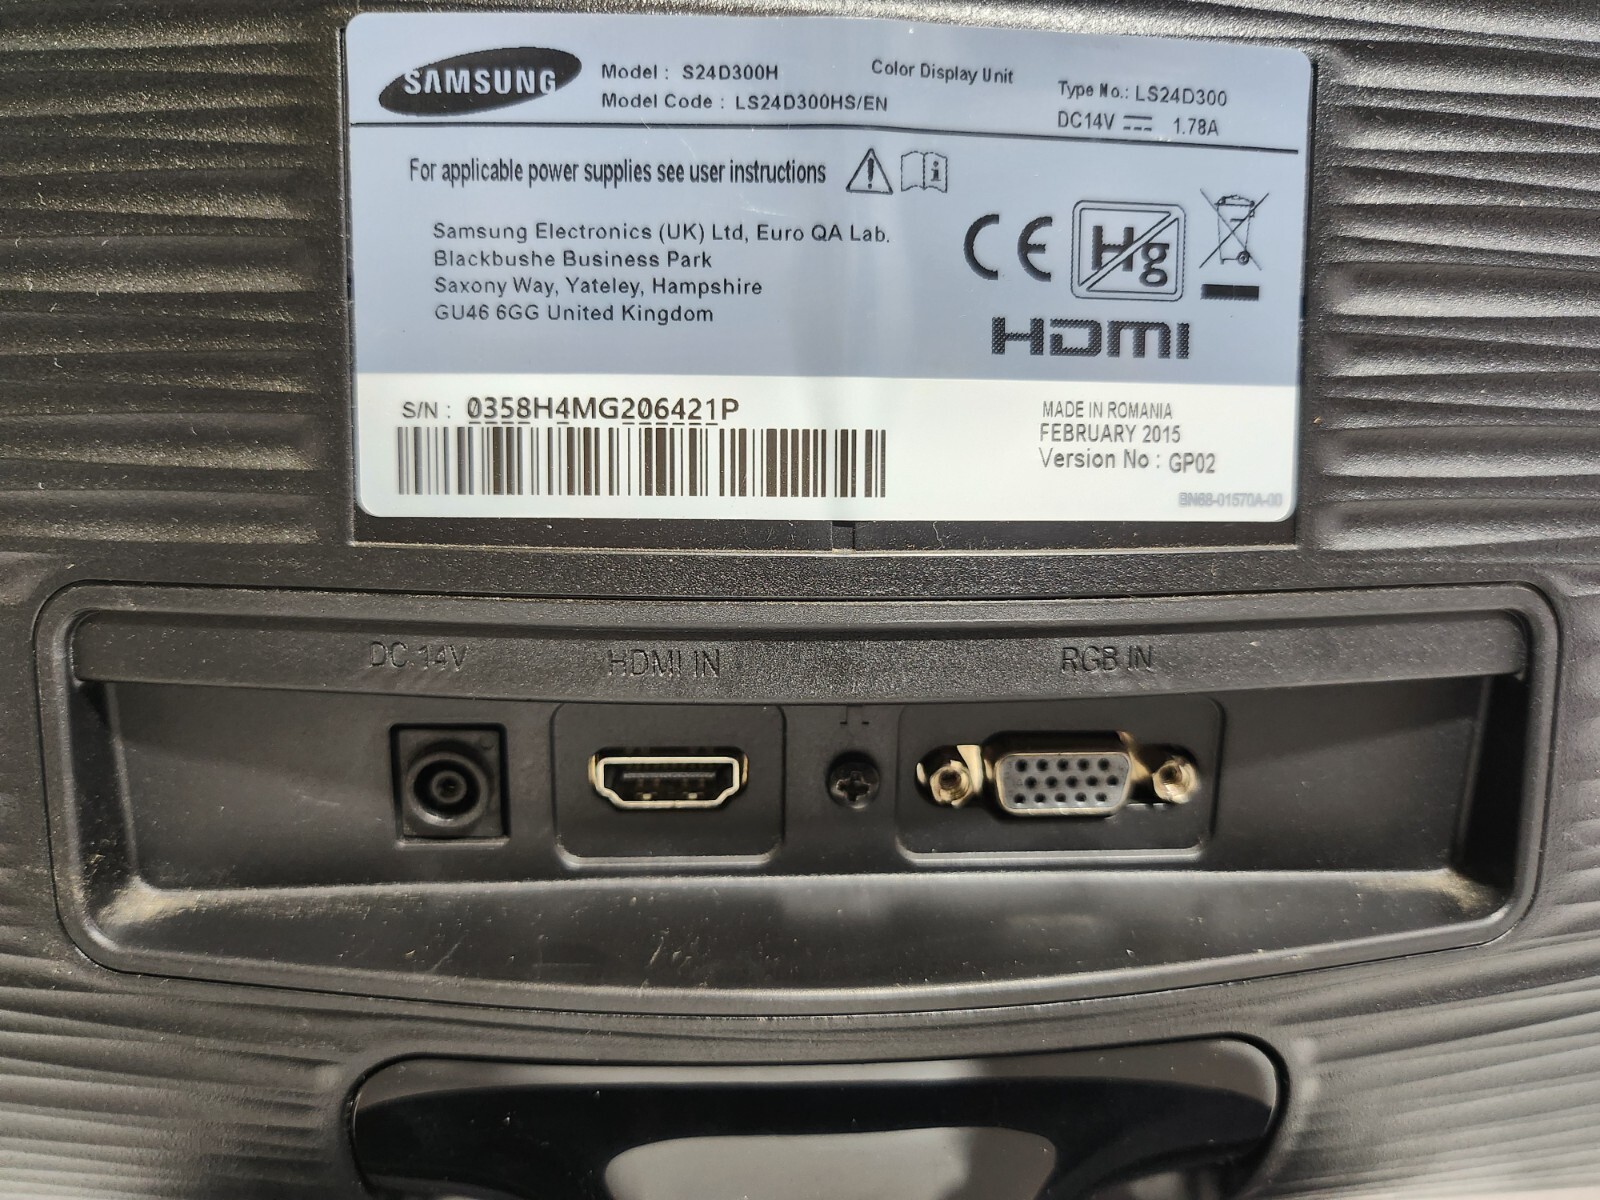 SAMSUNG
Model : S24D300H
Color Display Unit
Type No.: LS24D300
Model Code : LS24D300HS/EN
DC14V 1.78A
For applicable power supplies see user instructions
Samsung Electronics (UK) Ltd, Euro QA Lab.
Blackbushe Business Park
Saxony Way, Yateley, Hampshire
GU46 6GG United Kingdom
CE
Hg
HDMI
S/N : 0358H4MG206421P
MADE IN ROMANIA
FEBRUARY 2015
Version No : GP02
BN68-01570A-00
DC 14V
HDMI IN
RGB IN